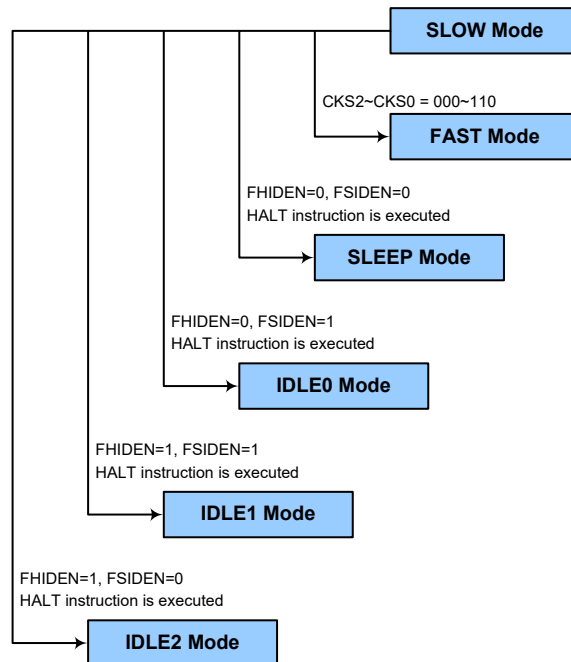 SLOW Mode
CKS2~CKS0 = 000~110
FAST Mode
FHIDEN=0, FSIDEN=0
HALT instruction is executed
SLEEP Mode
FHIDEN=0, FSIDEN=1
HALT instruction is executed
IDLE0 Mode
FHIDEN=1, FSIDEN=1
HALT instruction is executed
IDLE1 Mode
FHIDEN=1, FSIDEN=0
HALT instruction is executed
IDLE2 Mode